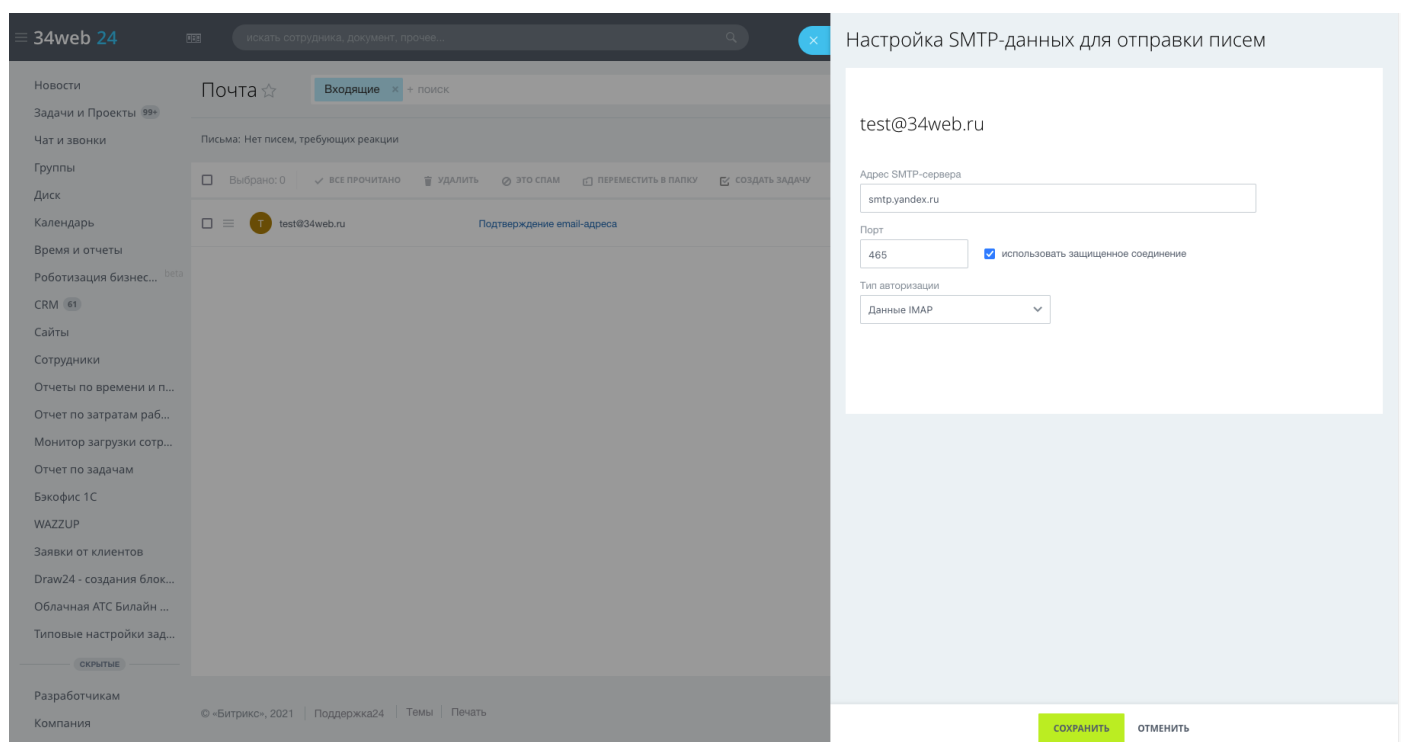 34web 24
искать сотрудника, документ, прочее...
Новости
Задачи и Проекты 99+
Чат и звонки
Группы
Диск
Календарь
Время и отчеты
Роботизация бизнес... beta
CRM 61
Сайты
Сотрудники
Отчеты по времени и п...
Отчет по затратам раб...
Монитор загрузки сотр...
Отчет по задачам
Бэкофис 1С
WAZZUP
Заявки от клиентов
Draw24 - создания блок...
Облачная АТС Билайн ...
Типовые настройки зад...
СКРЫТЫЕ
Разработчикам
Компания
Почта Входящие × + поиск
Письма: Нет писем, требующих реакции
Выбрано: 0 ВСЕ ПРОЧИТАНО УДАЛИТЬ ЭТО СПАМ ПЕРЕМЕСТИТЬ В ПАПКУ СОЗДАТЬ ЗАДАЧУ
T test@34web.ru Подтверждение email-адреса
© «Битрикс», 2021 Поддержка24 Темы Печать
Настройка SMTP-данных для отправки писем
test@34web.ru
Адрес SMTP-сервера
smtp.yandex.ru
Порт
465 использовать защищенное соединение
Тип авторизации
Данные IMAP
СОХРАНИТЬ ОТМЕНИТЬ